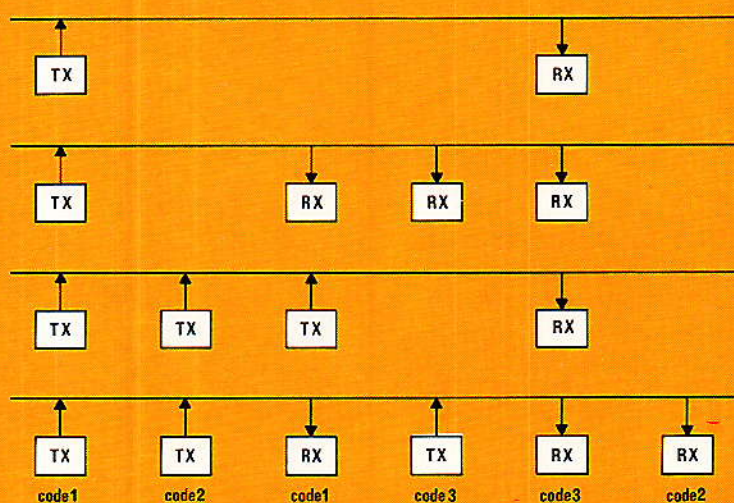 TX RX
TX RX RX RX
TX TX TX RX
TX TX RX TX RX RX
code1 code2 code1 code3 code3 code2